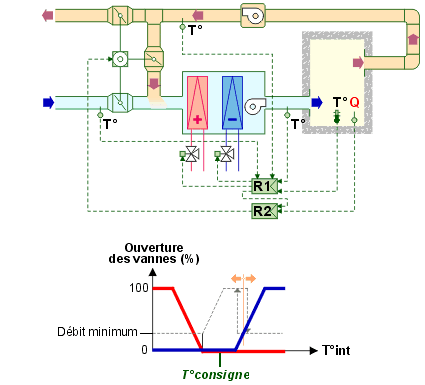 T°
T° Q
T°
T°
+
-
R1
R2
Ouverture
des vannes (%)
100
Débit minimum
0
T°int
T°consigne